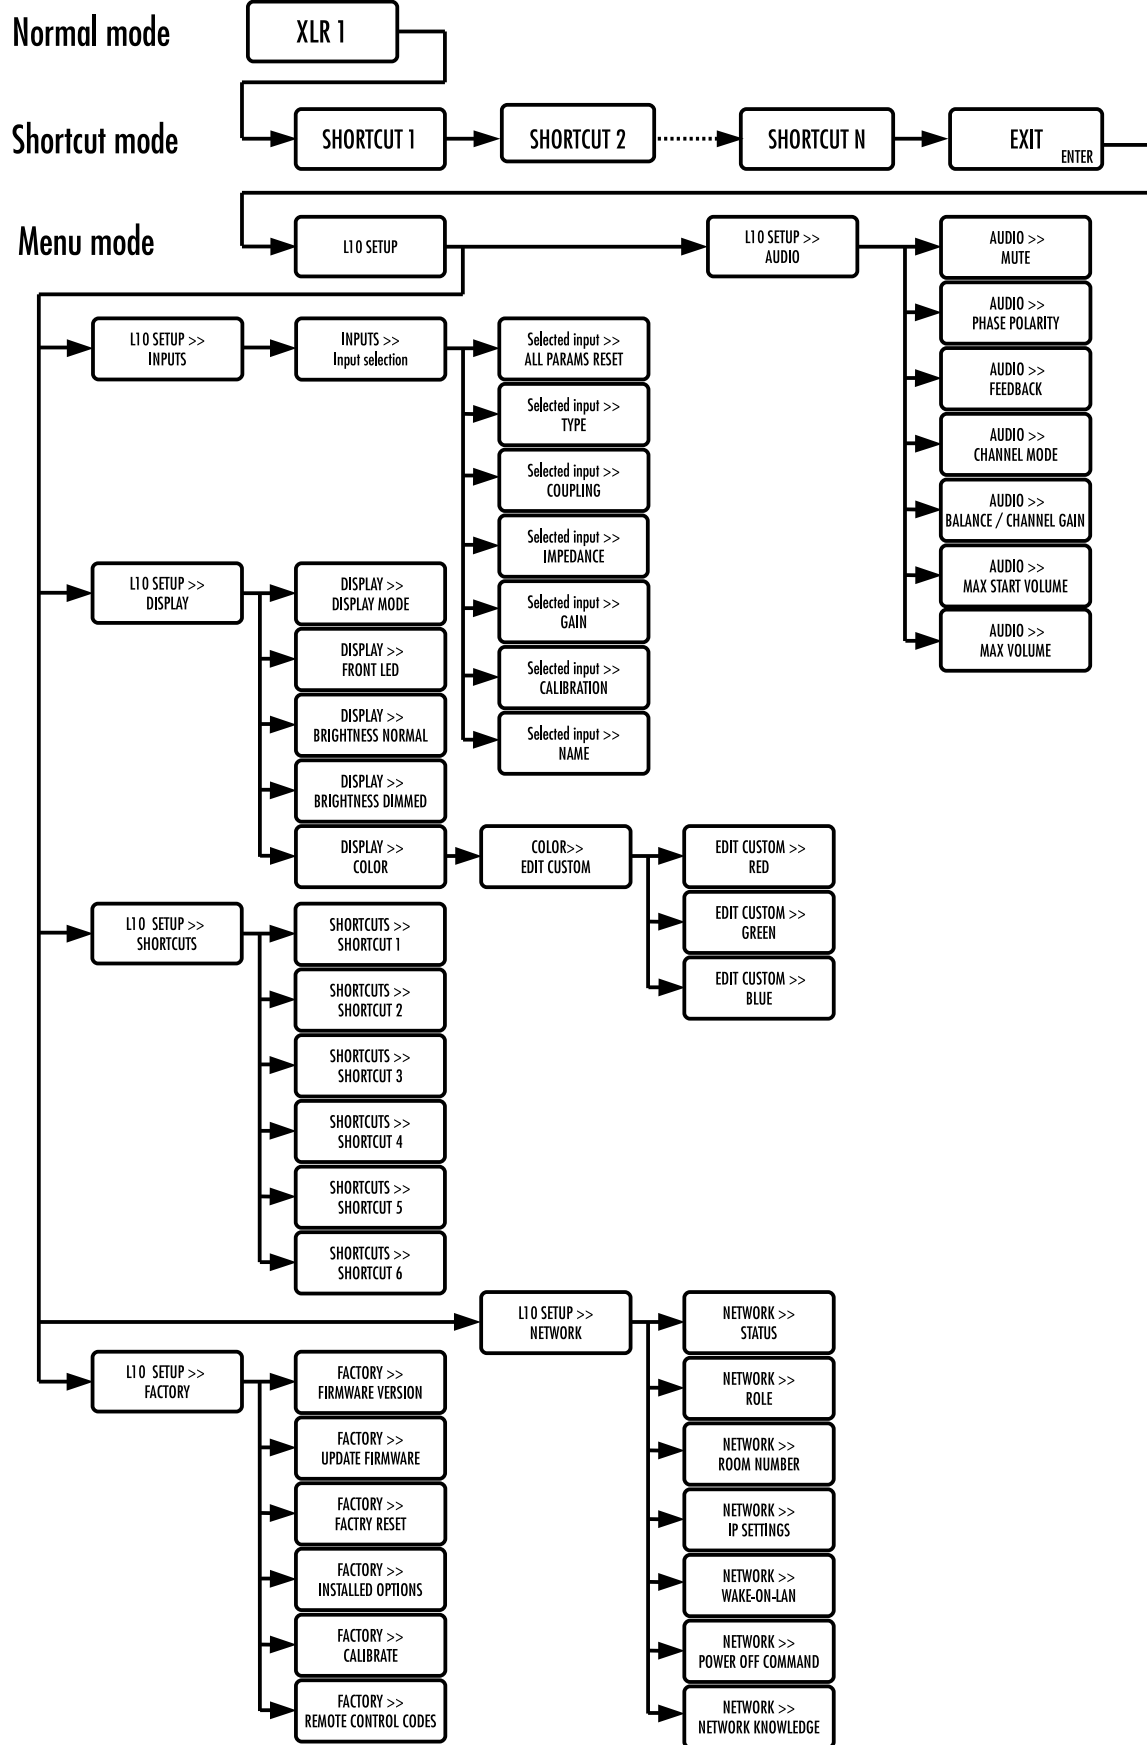 Normal mode
XLR 1
Shortcut mode
SHORTCUT 1
SHORTCUT 2
SHORTCUT N
EXIT
ENTER
Menu mode
L10 SETUP
L10 SETUP >>
AUDIO
AUDIO >>
MUTE
AUDIO >>
PHASE POLARITY
AUDIO >>
FEEDBACK
AUDIO >>
CHANNEL MODE
AUDIO >>
BALANCE / CHANNEL GAIN
AUDIO >>
MAX START VOLUME
AUDIO >>
MAX VOLUME
L10 SETUP >>
INPUTS
INPUTS >>
Input selection
Selected input >>
ALL PARAMS RESET
Selected input >>
TYPE
Selected input >>
COUPLING
Selected input >>
IMPEDANCE
Selected input >>
GAIN
Selected input >>
CALIBRATION
Selected input >>
NAME
L10 SETUP >>
DISPLAY
DISPLAY >>
DISPLAY MODE
DISPLAY >>
FRONT LED
DISPLAY >>
BRIGHTNESS NORMAL
DISPLAY >>
BRIGHTNESS DIMMED
DISPLAY >>
COLOR
COLOR>>
EDIT CUSTOM
EDIT CUSTOM >>
RED
EDIT CUSTOM >>
GREEN
EDIT CUSTOM >>
BLUE
L10 SETUP >>
SHORTCUTS
SHORTCUTS >>
SHORTCUT 1
SHORTCUTS >>
SHORTCUT 2
SHORTCUTS >>
SHORTCUT 3
SHORTCUTS >>
SHORTCUT 4
SHORTCUTS >>
SHORTCUT 5
SHORTCUTS >>
SHORTCUT 6
L10 SETUP >>
NETWORK
NETWORK >>
STATUS
NETWORK >>
ROLE
NETWORK >>
ROOM NUMBER
NETWORK >>
IP SETTINGS
NETWORK >>
WAKE-ON-LAN
NETWORK >>
POWER OFF COMMAND
NETWORK >>
NETWORK KNOWLEDGE
L10 SETUP >>
FACTORY
FACTORY >>
FIRMWARE VERSION
FACTORY >>
UPDATE FIRMWARE
FACTORY >>
FACTRY RESET
FACTORY >>
INSTALLED OPTIONS
FACTORY >>
CALIBRATE
FACTORY >>
REMOTE CONTROL CODES